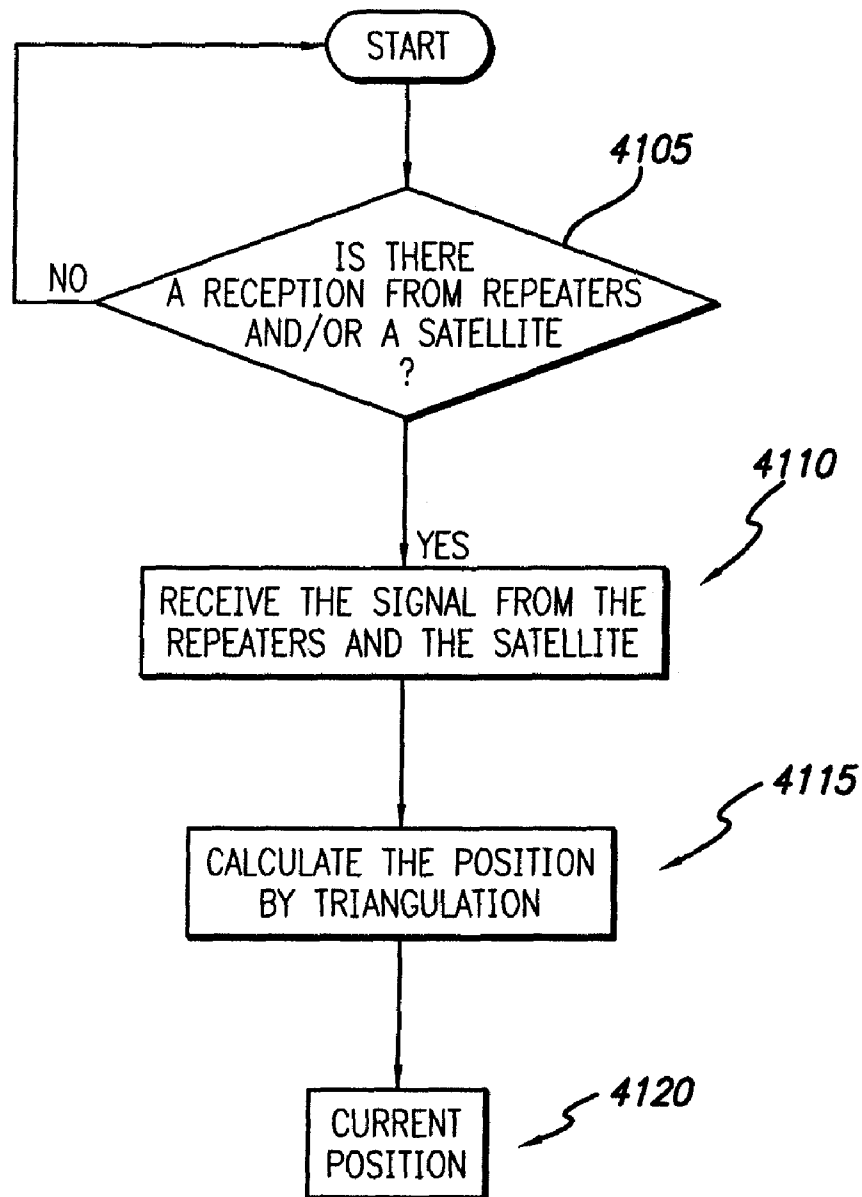 START
4105
IS THERE
A RECEPTION FROM REPEATERS
AND/OR A SATELLITE
?
NO
4110
YES
RECEIVE THE SIGNAL FROM THE
REPEATERS AND THE SATELLITE
4115
CALCULATE THE POSITION
BY TRIANGULATION
4120
CURRENT
POSITION